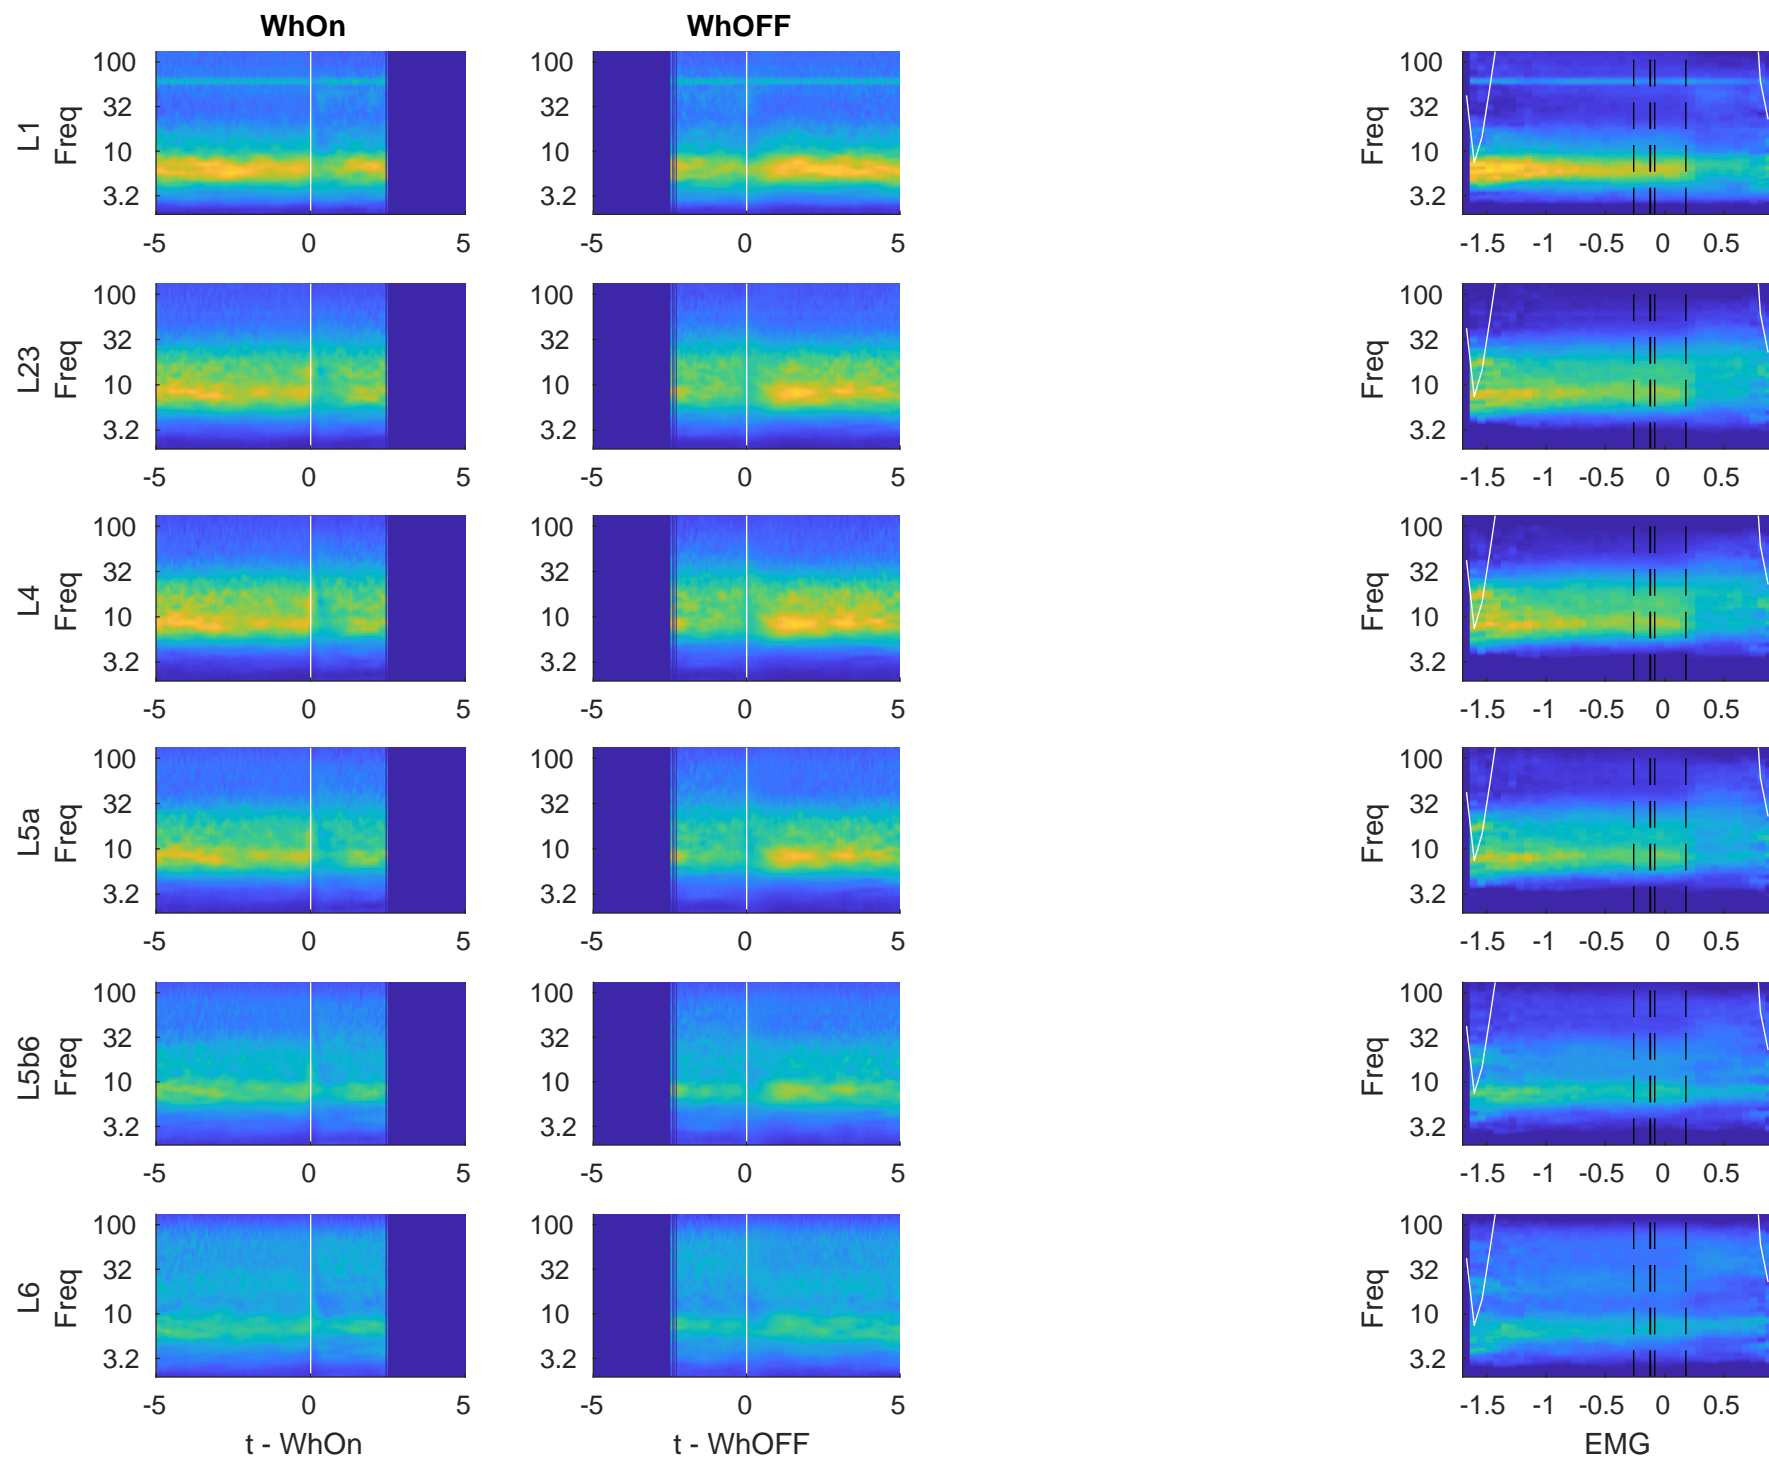 WhOn WhOFF
L1 Freq 100 32 10 3.2 100 32 10 3.2 Freq 100 32 10 3.2
-5 0 5 -5 0 5 -1.5 -1 -0.5 0 0.5
L23 Freq 100 32 10 3.2 100 32 10 3.2 Freq 100 32 10 3.2
-5 0 5 -5 0 5 -1.5 -1 -0.5 0 0.5
L4 Freq 100 32 10 3.2 100 32 10 3.2 Freq 100 32 10 3.2
-5 0 5 -5 0 5 -1.5 -1 -0.5 0 0.5
L5a Freq 100 32 10 3.2 100 32 10 3.2 Freq 100 32 10 3.2
-5 0 5 -5 0 5 -1.5 -1 -0.5 0 0.5
L5b6 Freq 100 32 10 3.2 100 32 10 3.2 Freq 100 32 10 3.2
-5 0 5 -5 0 5 -1.5 -1 -0.5 0 0.5
L6 Freq 100 32 10 3.2 100 32 10 3.2 Freq 100 32 10 3.2
-5 0 5 -5 0 5 -1.5 -1 -0.5 0 0.5
t - WhOn t - WhOFF EMG